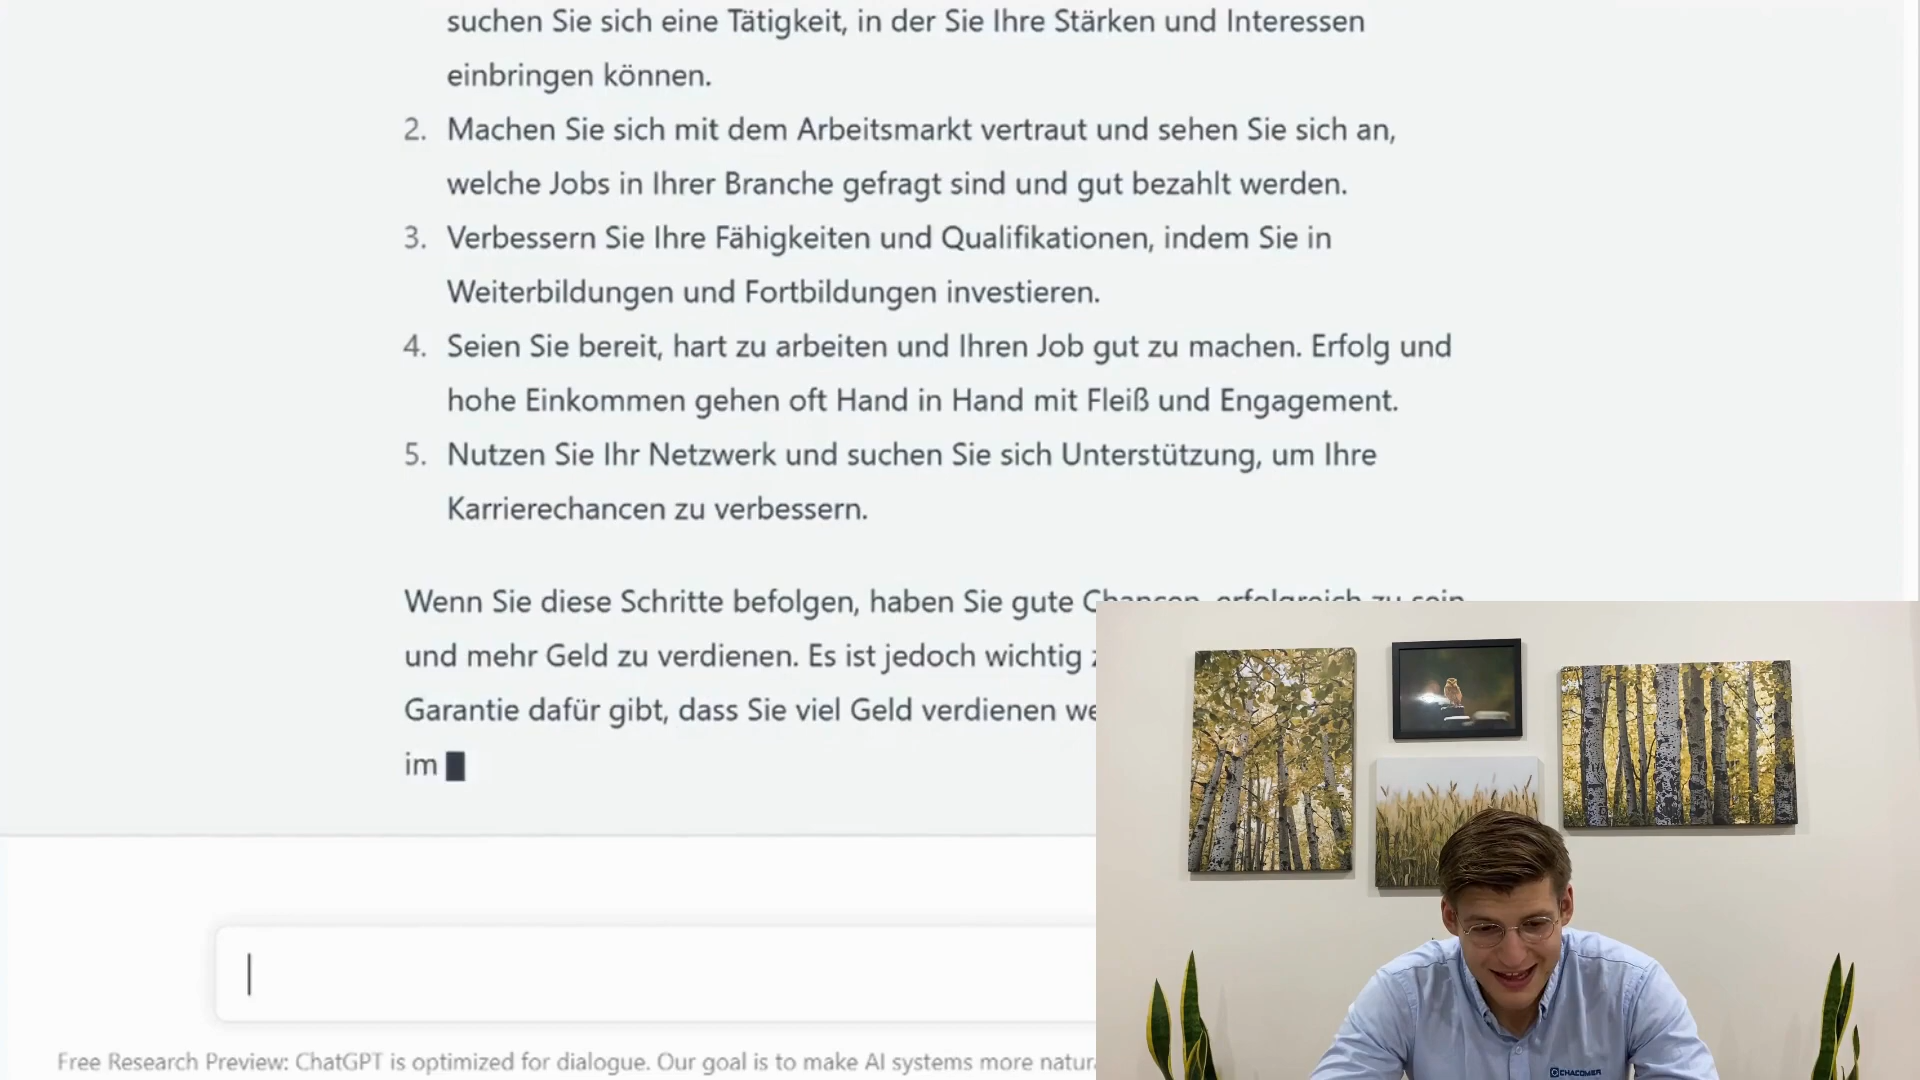 suchen Sie sich eine Tätigkeit, in der Sie Ihre Stärken und Interessen
einbringen können.
2. Machen Sie sich mit dem Arbeitsmarkt vertraut und sehen Sie sich an,
welche Jobs in Ihrer Branche gefragt sind und gut bezahlt werden.
3. Verbessern Sie Ihre Fähigkeiten und Qualifikationen, indem Sie in
Weiterbildungen und Fortbildungen investieren.
4. Seien Sie bereit, hart zu arbeiten und Ihren Job gut zu machen. Erfolg und
hohe Einkommen gehen oft Hand in Hand mit Fleiß und Engagement.
5. Nutzen Sie Ihr Netzwerk und suchen Sie sich Unterstützung, um Ihre
Karrierechancen zu verbessern.
Wenn Sie diese Schritte befolgen, haben Sie gute Chancen, erfolgreich zu sein
und mehr Geld zu verdienen. Es ist jedoch wichtig
Garantie dafür gibt, dass Sie viel Geld verdienen we
im
Free Research Preview: ChatGPT is optimized for dialogue. Our goal is to make AI systems more natur
CHACOMER